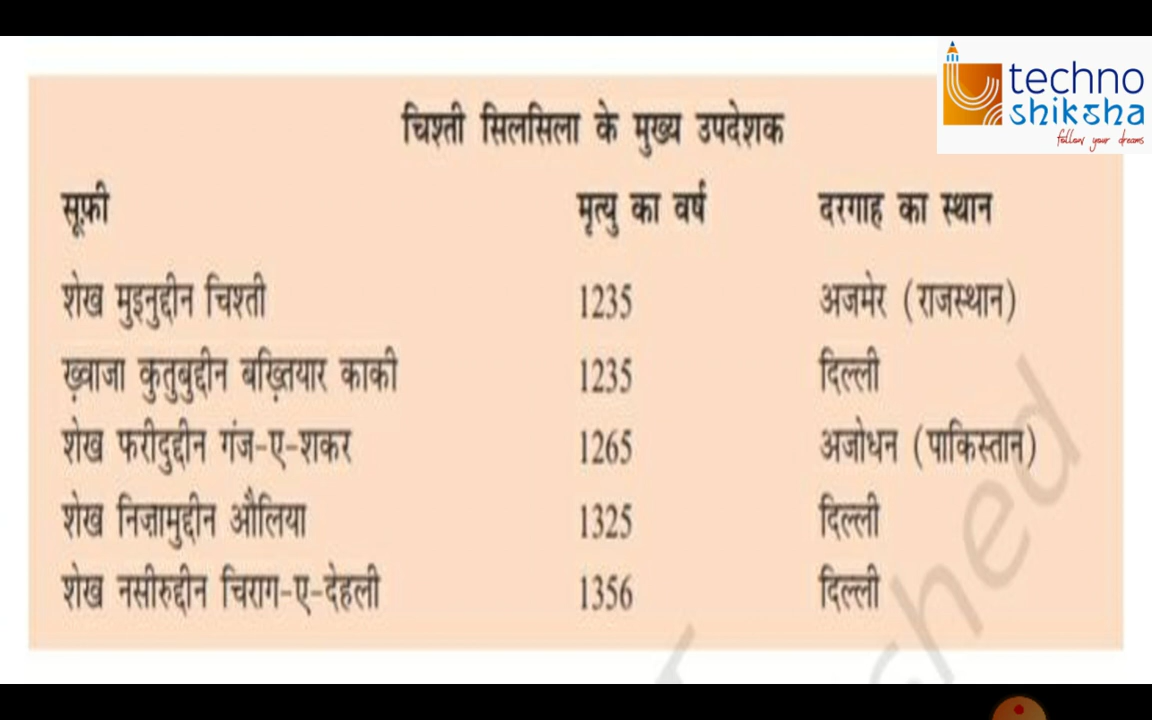 techno
shiksha
follow your dreams
चिश्ती सिलसिला के मुख्य उपदेशक
सूफ़ी मृत्यु का वर्ष दरगाह का स्थान
शेख मुइनुद्दीन चिश्ती 1235 अजमेर (राजस्थान)
ख़्वाजा कुतुबुद्दीन बख़्तियार काकी 1235 दिल्ली
शेख फरीदुद्दीन गंज-ए-शकर 1265 अजोधन (पाकिस्तान)
शेख निज़ामुद्दीन औलिया 1325 दिल्ली
शेख नसीरुद्दीन चिराग-ए-देहली 1356 दिल्ली
shed